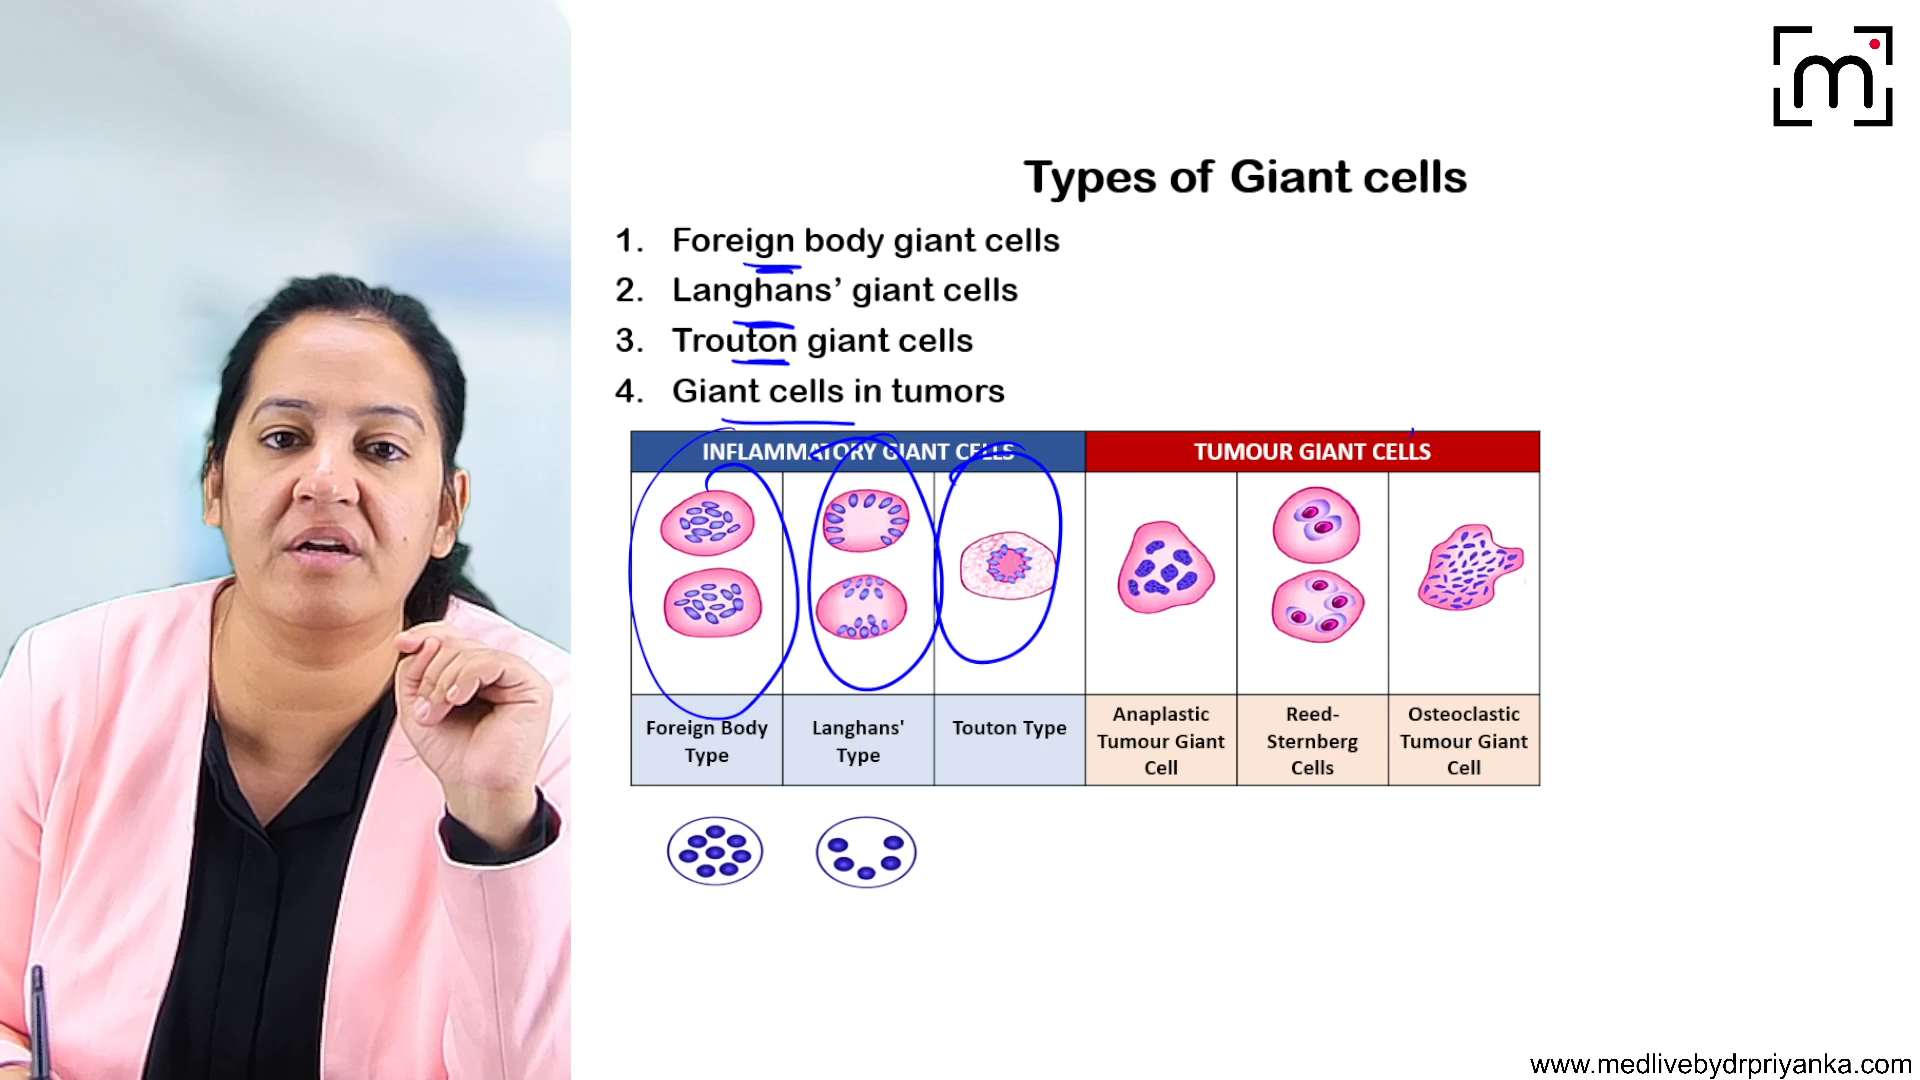 m
Types of Giant cells
1. Foreign body giant cells
2. Langhans’ giant cells
3. Trouton giant cells
4. Giant cells in tumors
INFLAMMATORY GIANT CELLS
TUMOUR GIANT CELLS
Foreign Body
Type
Langhans'
Type
Touton Type
Anaplastic
Tumour Giant
Cell
Reed-
Sternberg
Cells
Osteoclastic
Tumour Giant
Cell
www.medlivebydrpriyanka.com